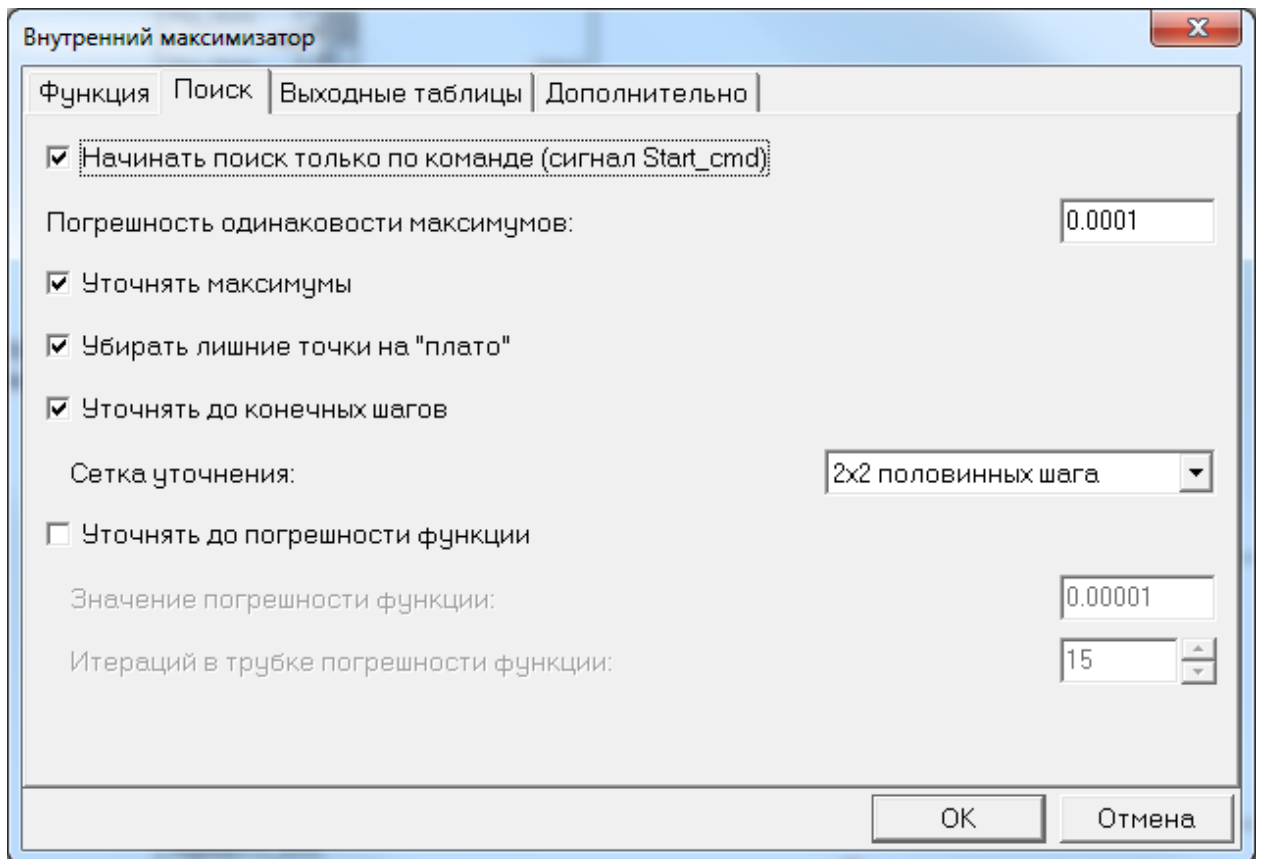 Внутренний максимизатор
Функция Поиск Выходные таблицы Дополнительно
Начинать поиск только по команде (сигнал Start_cmd)
Погрешность одинаковости максимумов: 0.0001
Уточнять максимумы
Убирать лишние точки на "плато"
Уточнять до конечных шагов
Сетка уточнения: 2x2 половинных шага
Уточнять до погрешности функции
Значение погрешности функции: 0.00001
Итераций в трубке погрешности функции: 15
OK Отмена